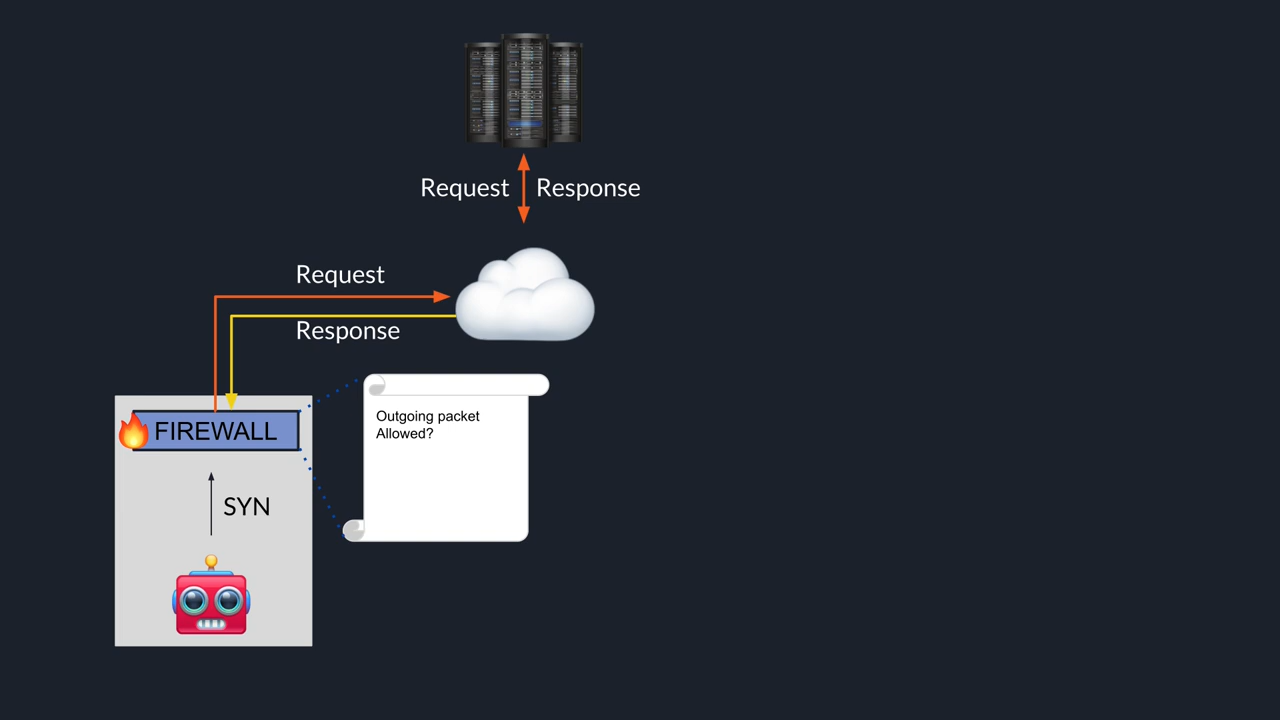 Request Response
Request
Response
FIREWALL
Outgoing packet
Allowed?
SYN